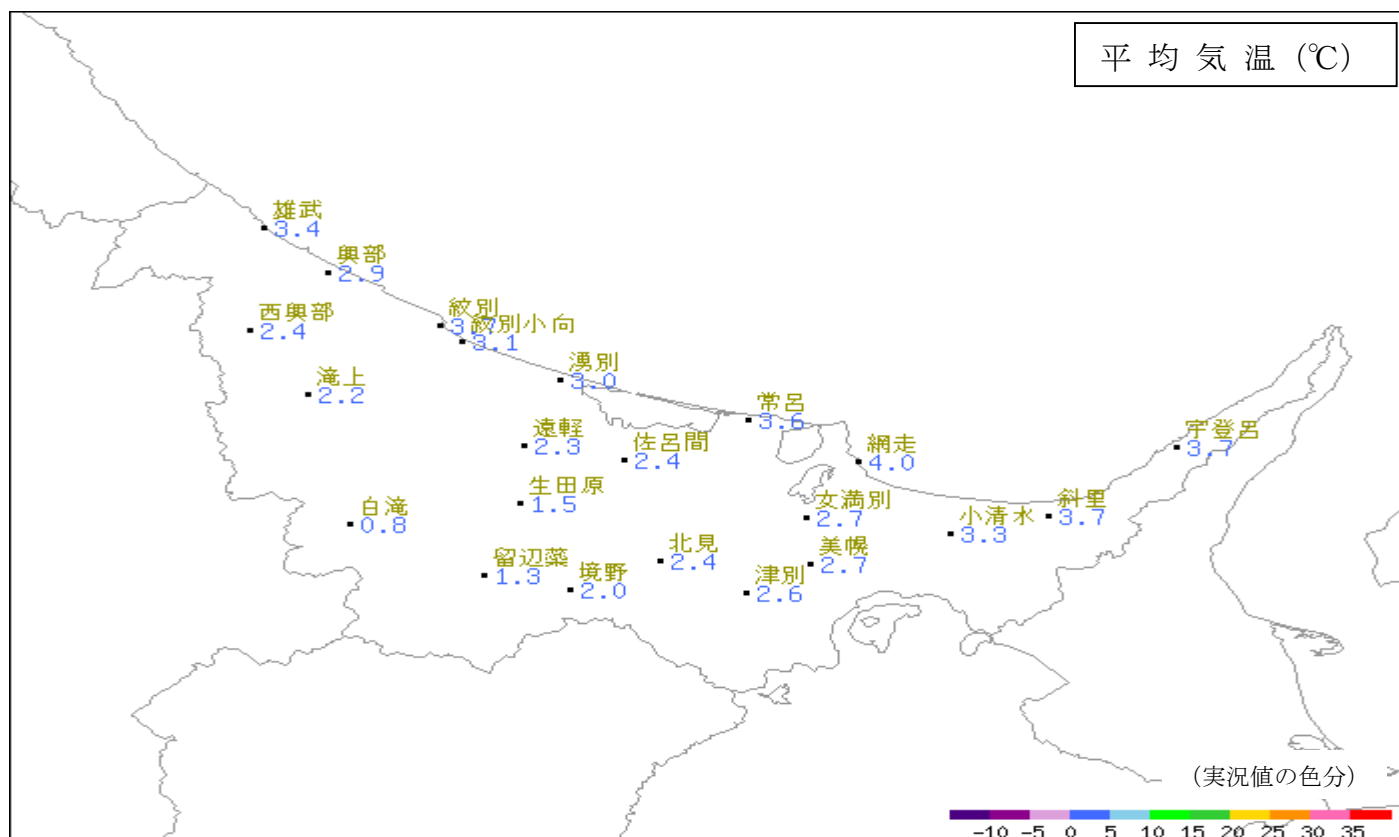 平均気温(℃)
雄武
3.4
興部
2.9
西興部
2.4
紋別
3.7
紋別小向
3.1
滝上
2.2
湧別
3.0
常呂
3.6
遠軽
2.3
佐呂間
2.4
網走
4.0
宇登呂
3.7
生田原
1.5
白滝
0.8
女満別
2.7
小清水
3.3
斜里
3.7
留辺蘂
1.3
境野
2.0
北見
2.4
津別
2.6
美幌
2.7
(実況値の色分)
-10 -5 0 5 10 15 20 25 30 35